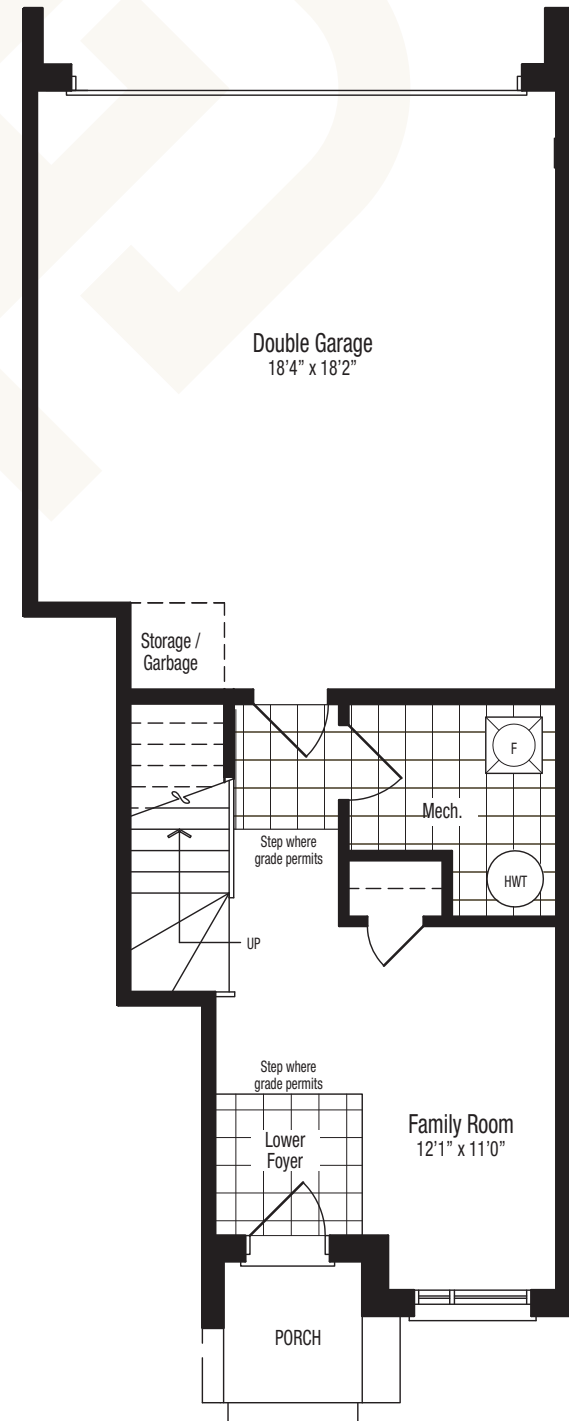 Double Garage
18'4” x 18'2”
Storage /
Garbage
F
Mech.
Step where
grade permits
HWT
UP
Step where
grade permits
Family Room
12'1” x 11'0”
Lower
Foyer
PORCH